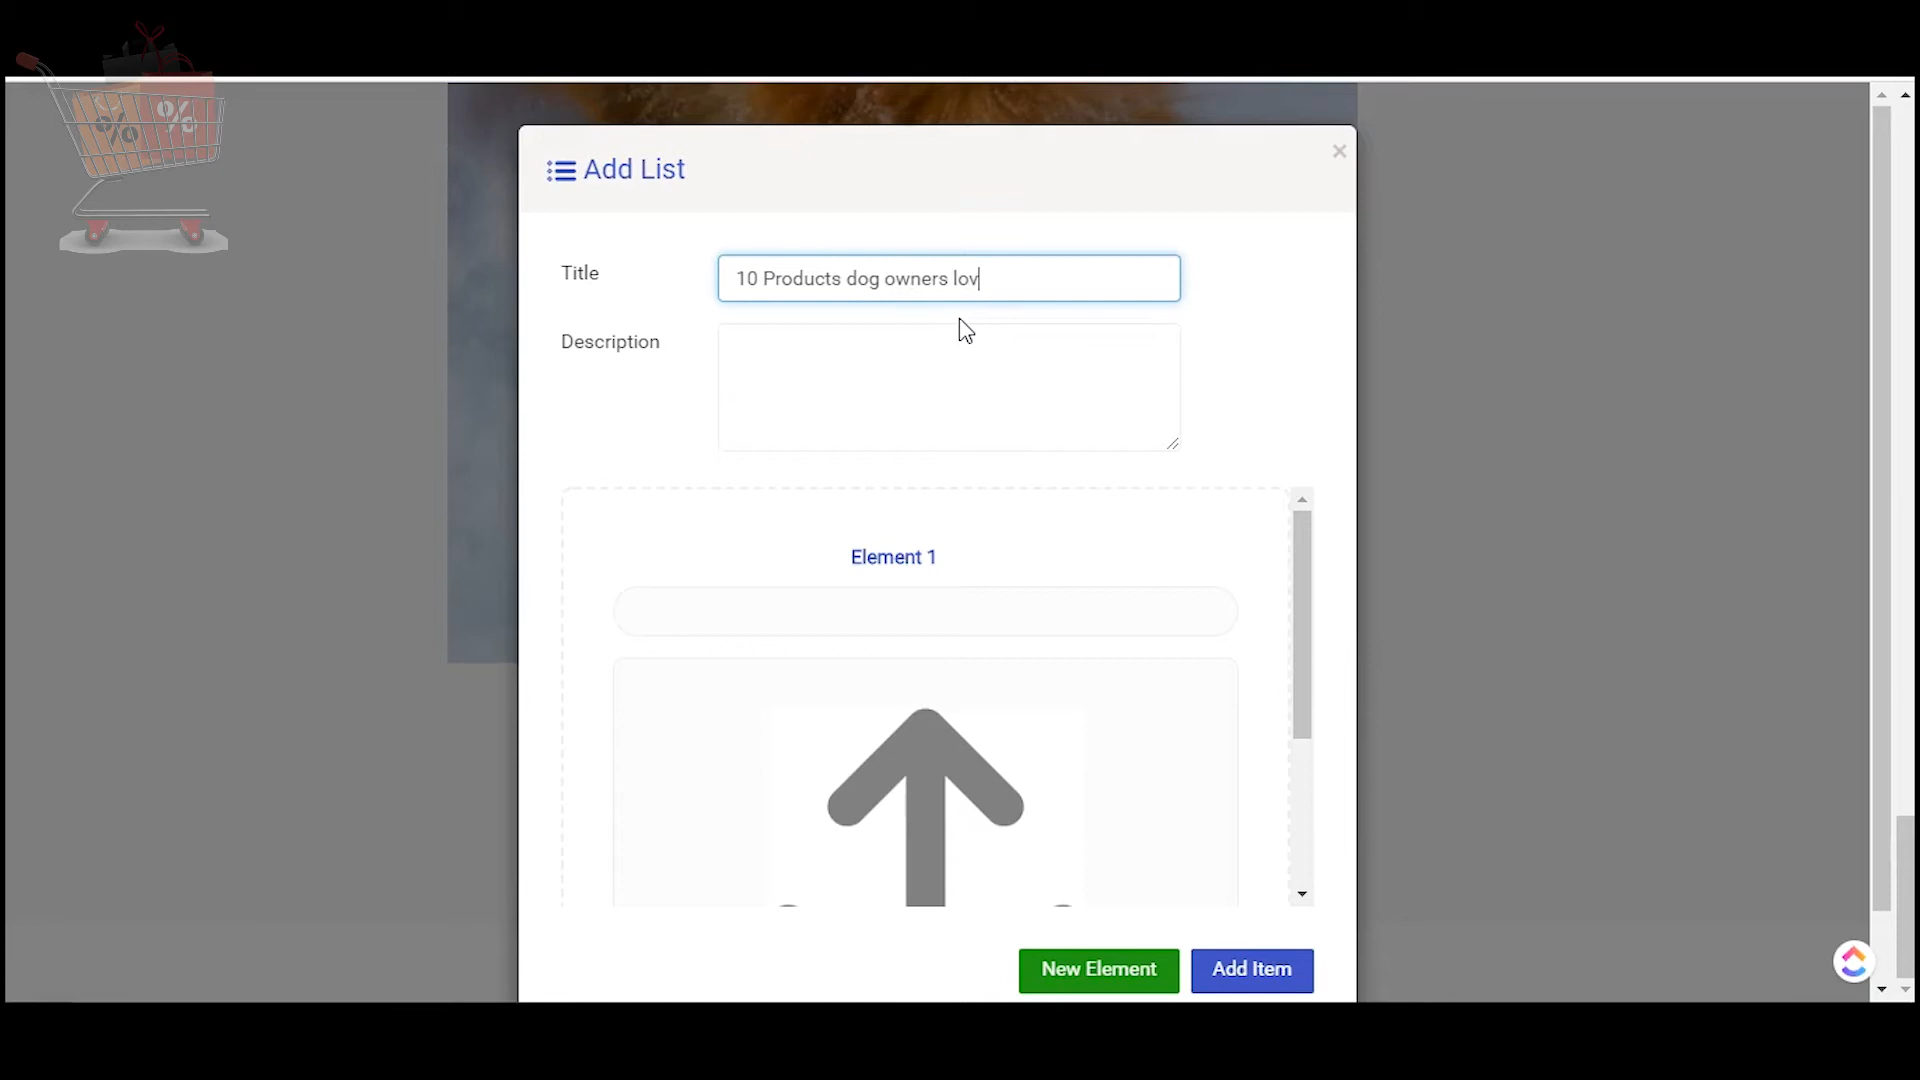 % %
Add List
×
Title
10 Products dog owners lov
Description
Element 1
New Element
Add Item